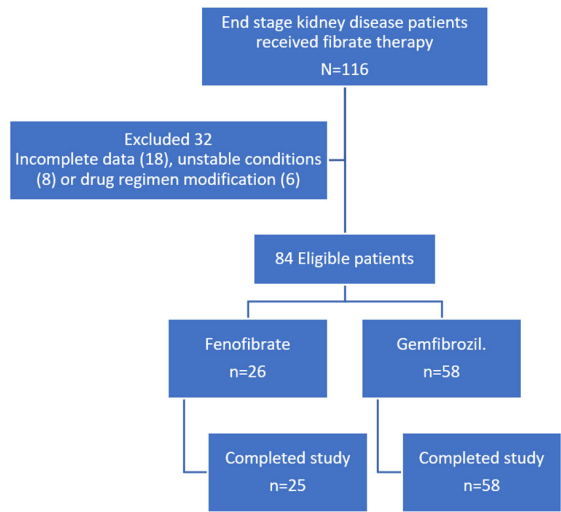 End stage kidney disease patients
received fibrate therapy
N=116
Excluded 32
Incomplete data (18), unstable conditions
(8) or drug regimen modification (6)
84 Eligible patients
Fenofibrate
n=26
Gemfibrozil.
n=58
Completed study
n=25
Completed study
n=58